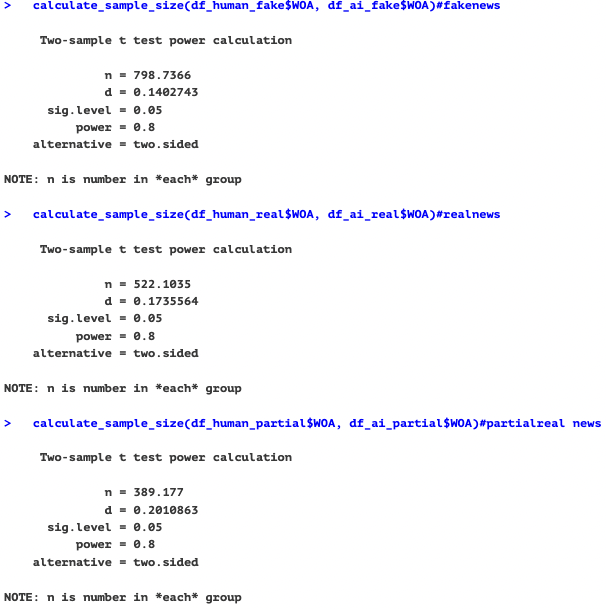 > calculate_sample_size(df_human_fake$WOA, df_ai_fake$WOA)#fakenews
Two-sample t test power calculation
n = 798.7366
d = 0.1402743
sig.level = 0.05
power = 0.8
alternative = two.sided
NOTE: n is number in *each* group
> calculate_sample_size(df_human_real$WOA, df_ai_real$WOA)#realnews
Two-sample t test power calculation
n = 522.1035
d = 0.1735564
sig.level = 0.05
power = 0.8
alternative = two.sided
NOTE: n is number in *each* group
> calculate_sample_size(df_human_partial$WOA, df_ai_partial$WOA)#partialreal news
Two-sample t test power calculation
n = 389.177
d = 0.2010863
sig.level = 0.05
power = 0.8
alternative = two.sided
NOTE: n is number in *each* group